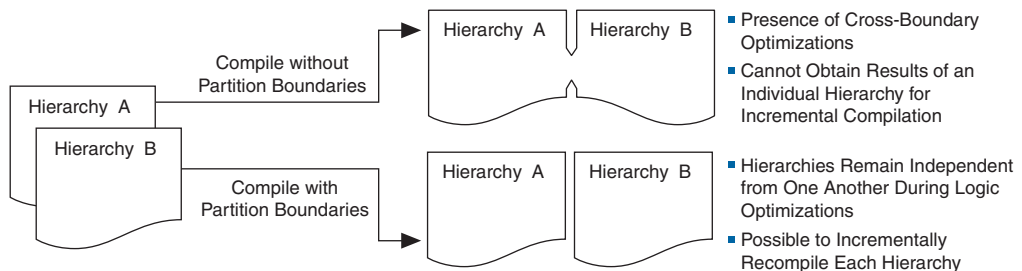 Hierarchy A
Hierarchy B
Compile without
Partition Boundaries
Compile with
Partition Boundaries
Hierarchy A
Hierarchy B
Presence of Cross-Boundary
Optimizations
Cannot Obtain Results of an
Individual Hierarchy for
Incremental Compilation
Hierarchy A
Hierarchy B
Hierarchies Remain Independent
from One Another During Logic
Optimizations
Possible to Incrementally
Recompile Each Hierarchy